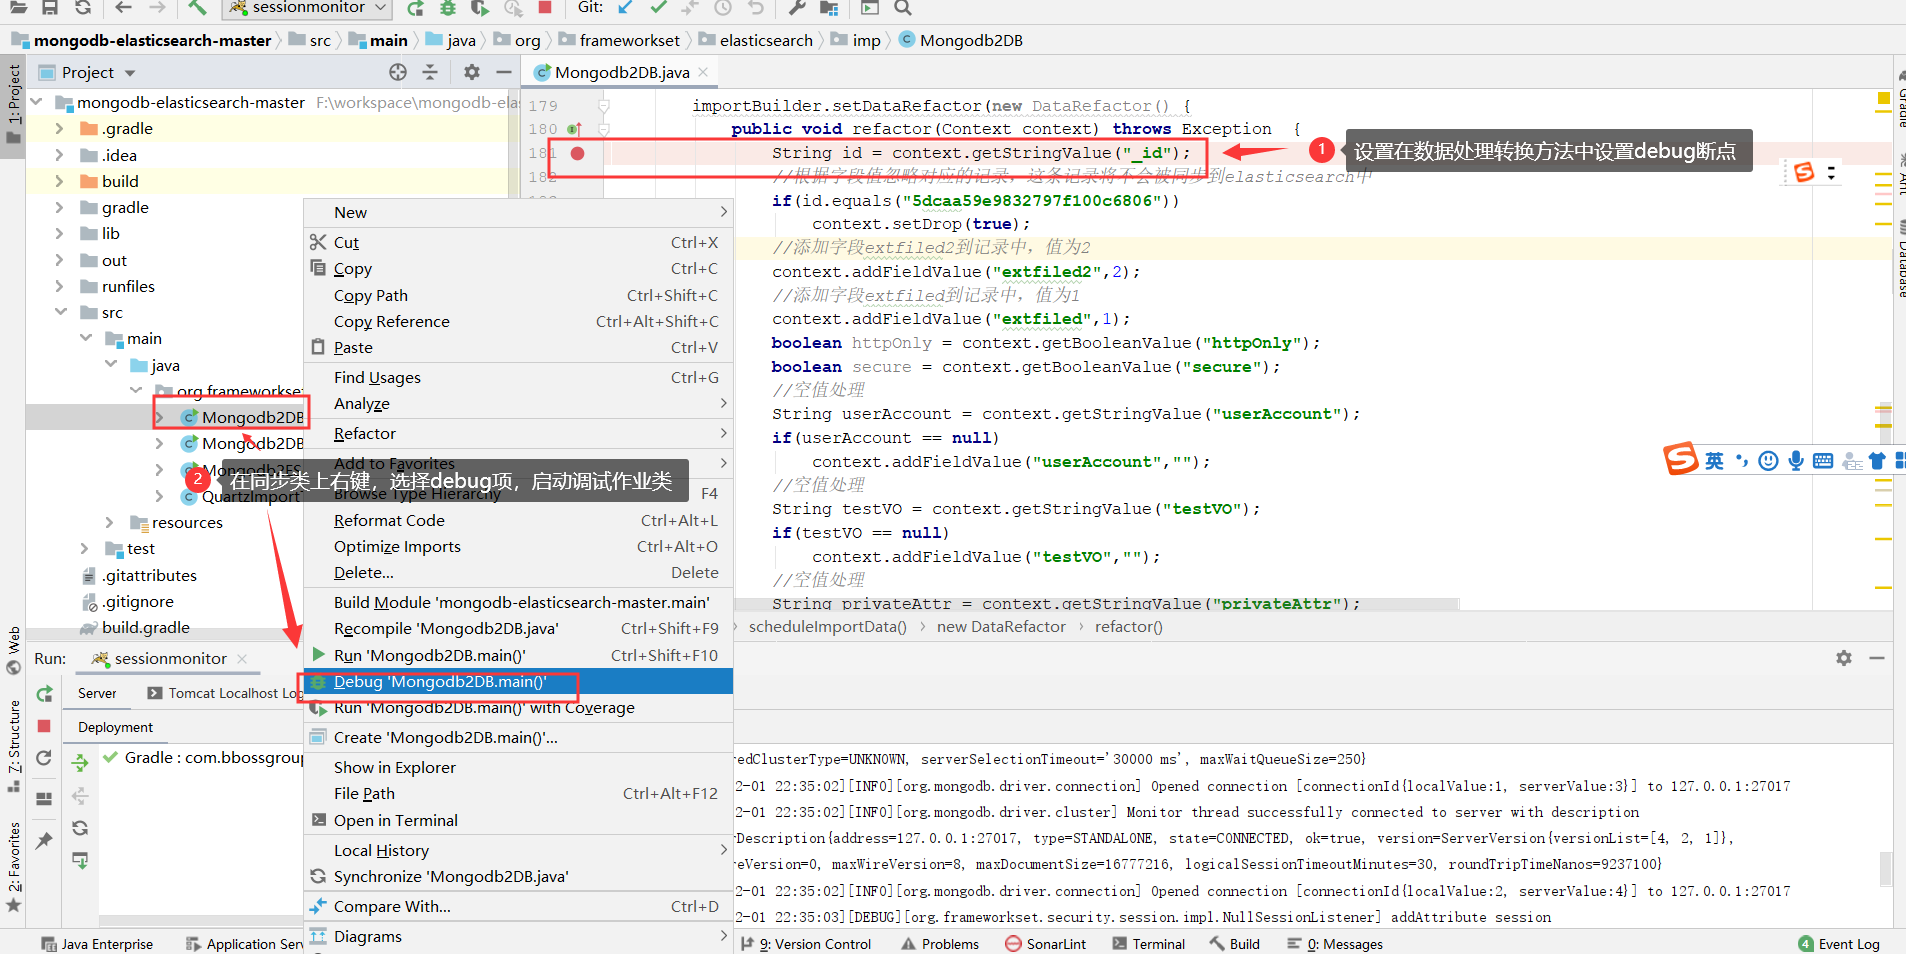 sessionmonitor
Git:
mongodb-elasticsearch-master
src
main
java
org
frameworkset
elasticsearch
imp
Mongodb2DB
1: Project
Project
Mongodb2DB.java
mongodb-elasticsearch-master F:\workspace\mongodb-ela
.gradle
.idea
build
gradle
lib
out
runfiles
src
main
java
org.frameworkset
Mongodb2DB
Mongodb2DB
Mongodb2ES
QuartzImport
resources
test
.gitattributes
.gitignore
build.gradle
2 在同步类上右键，选择debug项，启动调试作业类
New
Cut Ctrl+X
Copy Ctrl+C
Copy Path Ctrl+Shift+C
Copy Reference Ctrl+Alt+Shift+C
Paste Ctrl+V
Find Usages Ctrl+G
Analyze
Refactor
Add to Favorites
Browse Type Hierarchy F4
Reformat Code Ctrl+Alt+L
Optimize Imports Ctrl+Alt+O
Delete... Delete
Build Module 'mongodb-elasticsearch-master.main'
Recompile 'Mongodb2DB.java' Ctrl+Shift+F9
Run 'Mongodb2DB.main()' Ctrl+Shift+F10
Debug 'Mongodb2DB.main()'
Run 'Mongodb2DB.main()' with Coverage
Create 'Mongodb2DB.main()'...
Show in Explorer
File Path Ctrl+Alt+F12
Open in Terminal
Local History
Synchronize 'Mongodb2DB.java'
Compare With... Ctrl+D
Diagrams
179 importBuilder.setDataRefactor(new DataRefactor() {
180 public void refactor(Context context) throws Exception {
181 String id = context.getStringValue("_id");
1 设置在数据处理转换方法中设置debug断点
182 //根据字段值忽略对应的记录，这条记录将不会被同步到elasticsearch中
if(id.equals("5dcaa59e9832797f100c6806"))
context.setDrop(true);
//添加字段extfiled2到记录中，值为2
context.addFieldValue("extfiled2",2);
//添加字段extfiled到记录中，值为1
context.addFieldValue("extfiled",1);
boolean httpOnly = context.getBooleanValue("httpOnly");
boolean secure = context.getBooleanValue("secure");
//空值处理
String userAccount = context.getStringValue("userAccount");
if(userAccount == null)
context.addFieldValue("userAccount","");
//空值处理
String testVO = context.getStringValue("testVO");
if(testVO == null)
context.addFieldValue("testVO","");
//空值处理
String privateAttr = context.getStringValue("privateAttr");
scheduleImportData() › new DataRefactor › refactor()
Gradle
Ant
Database
英
Web
7: Structure
2: Favorites
Run: sessionmonitor
Server
Tomcat Localhost Log
Deployment
Gradle : com.bbossgroup
redClusterType=UNKNOWN, serverSelectionTimeout='30000 ms', maxWaitQueueSize=250}
2-01 22:35:02][INFO][org.mongodb.driver.connection] Opened connection [connectionId{localValue:1, serverValue:3}] to 127.0.0.1:27017
2-01 22:35:02][INFO][org.mongodb.driver.cluster] Monitor thread successfully connected to server with description
rDescription{address=127.0.0.1:27017, type=STANDALONE, state=CONNECTED, ok=true, version=ServerVersion{versionList=[4, 2, 1]},
reVersion=0, maxWireVersion=8, maxDocumentSize=16777216, logicalSessionTimeoutMinutes=30, roundTripTimeNanos=9237100}
2-01 22:35:02][INFO][org.mongodb.driver.connection] Opened connection [connectionId{localValue:2, serverValue:4}] to 127.0.0.1:27017
2-01 22:35:03][DEBUG][org.frameworkset.security.session.impl.NullSessionListener] addAttribute session
Java Enterprise
Application Serv
9: Version Control
Problems
SonarLint
Terminal
Build
0: Messages
4 Event Log